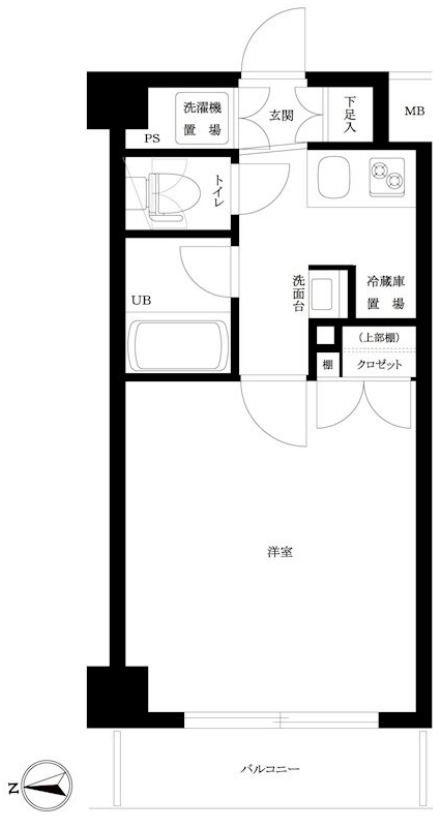 洗濯機
置 場
PS
玄関
下足入
MB
トイレ
UB
洗面台
冷蔵庫
置 場
(上部棚)
棚
クロゼット
洋室
バルコニー
N